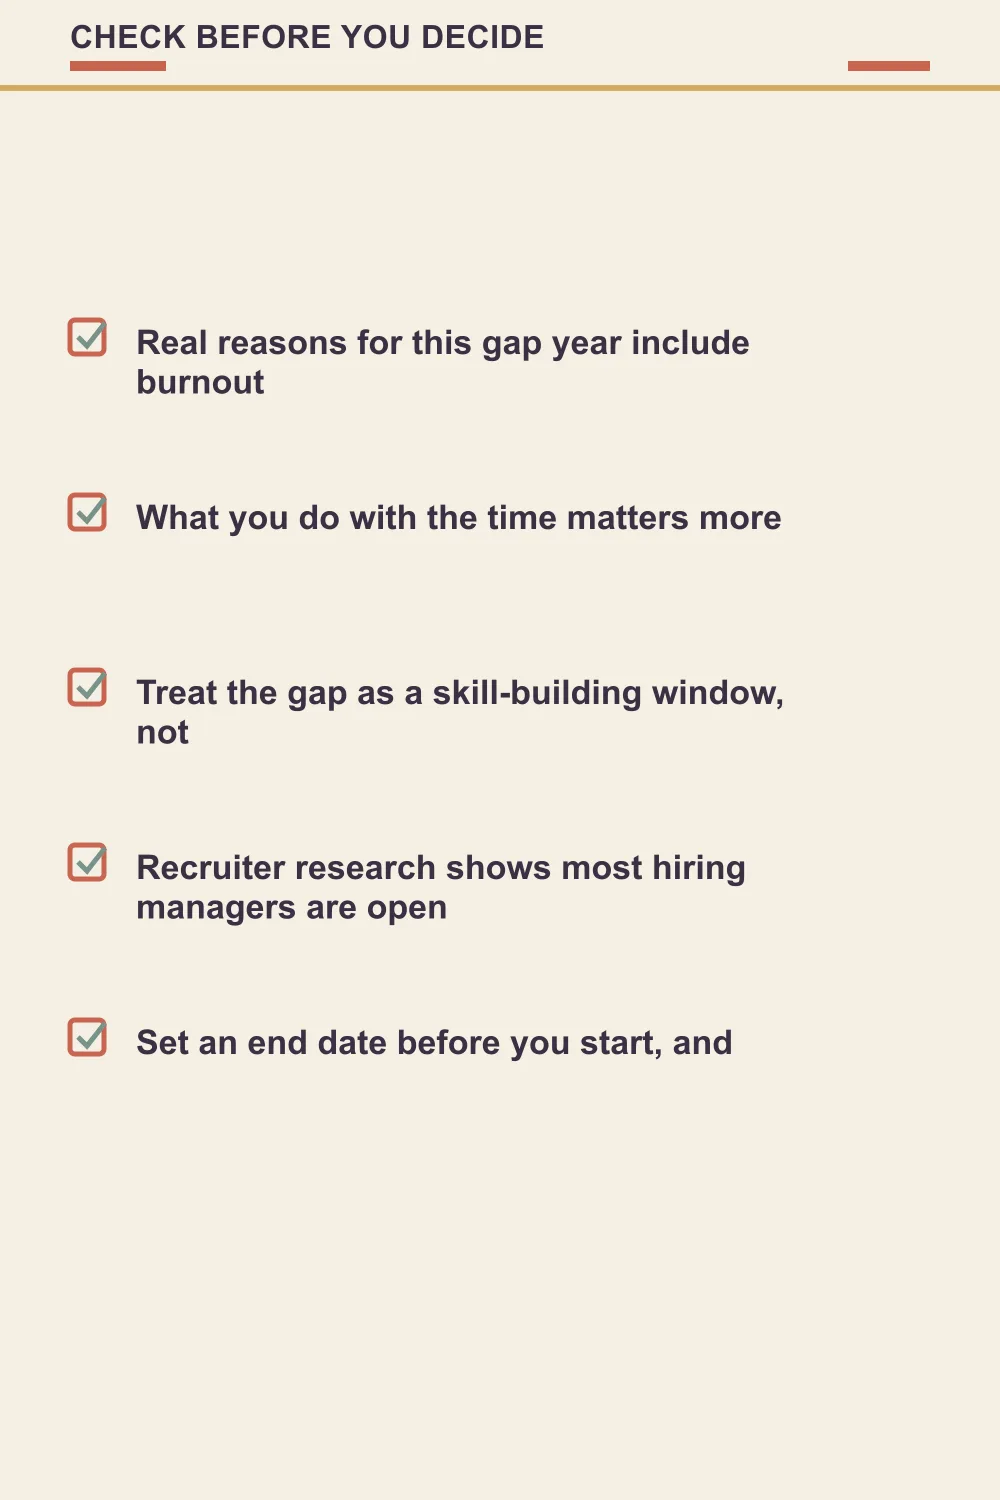 CHECK BEFORE YOU DECIDE
Real reasons for this gap year include
burnout
What you do with the time matters more
Treat the gap as a skill-building window,
not
Recruiter research shows most hiring
managers are open
Set an end date before you start, and